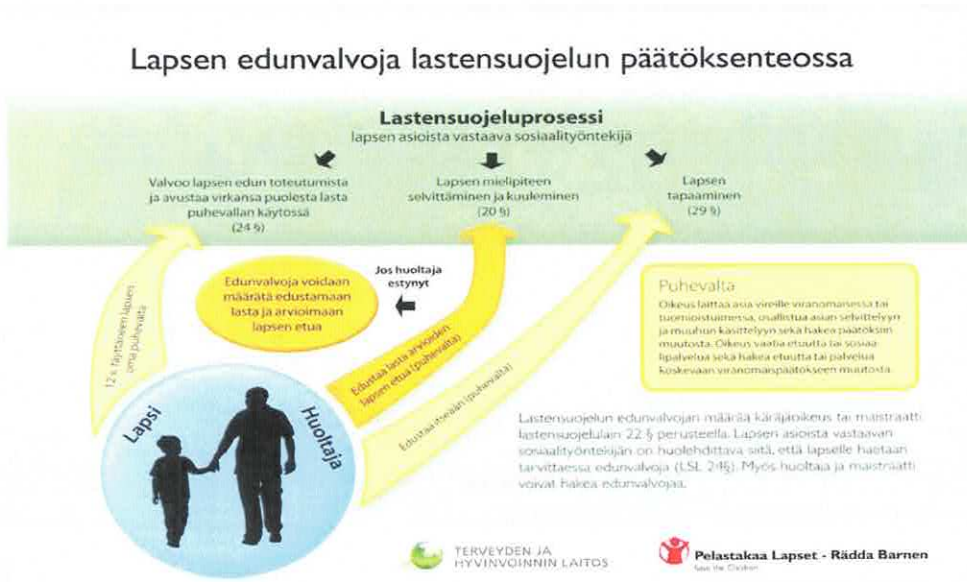 Lapsen edunvalvoja lastensuojelun päätöksenteossa
Lastensuojeluprosessi
lapsen asioista vastaava sosiaalityöntekijä
Valvoo lapsen edun toteutumista
ja avustaa virkansa puolesta lasta
puhevallan käytössä
(24 §)
Lapsen mielipiteen
selvittäminen ja kuuleminen
(20 §)
Lapsen
tapaaminen
(29 §)
12 v. täyttäneen lapsen
oma puhevalta
Edunvalvoja voidaan
määrätä edustamaan
lasta ja arvioimaan
lapsen etua
Jos huoltaja
estynyt
Edustaa lasta arvioiden
lapsen etua (puhevalta)
Edustaa itseään (puhevalta)
Puhevalta
Oikeus laittaa asia vireille viranomaisessa tai
tuomioistuimessa, osallistua asian selvittelyyn
ja muuhun käsittelyyn sekä hakea päätöksiin
muutosta. Oikeus vaatia etuutta tai sosiaa-
lipalvelua sekä hakea etuutta tai palvelua
koskevaan viranomaispäätökseen muutosta.
Lapsi
Huoltaja
Lastensuojelun edunvalvojan määrää käräjäoikeus tai maistraatti
lastensuojelulain 22 § perusteella. Lapsen asioista vastaavan
sosiaalityöntekijän on huolehdittava siitä, että lapselle haetaan
tarvittaessa edunvalvoja (LSL 24§). Myös huoltaja ja maistraatti
voivat hakea edunvalvojaa.
TERVEYDEN JA
HYVINVOINNIN LAITOS
Pelastakaa Lapset - Rädda Barnen
Save the Children